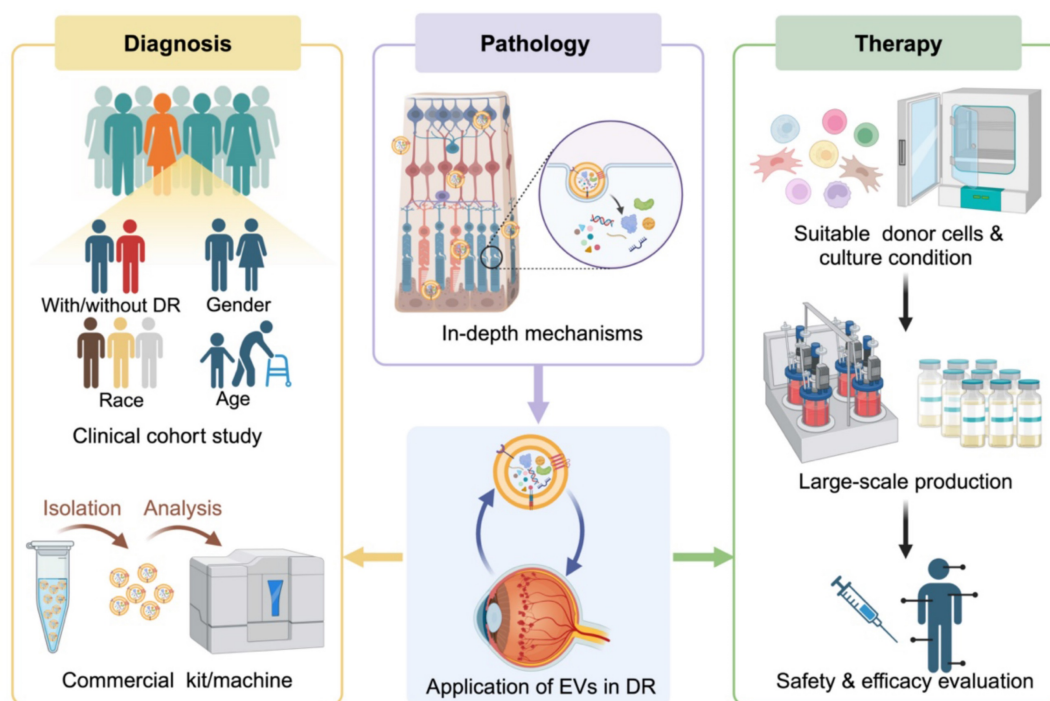 Diagnosis
With/without DR
Gender
Race
Age
Clinical cohort study
Isolation
Analysis
Commercial kit/machine
Pathology
In-depth mechanisms
Application of EVs in DR
Therapy
Suitable donor cells &
culture condition
Large-scale production
Safety & efficacy evaluation